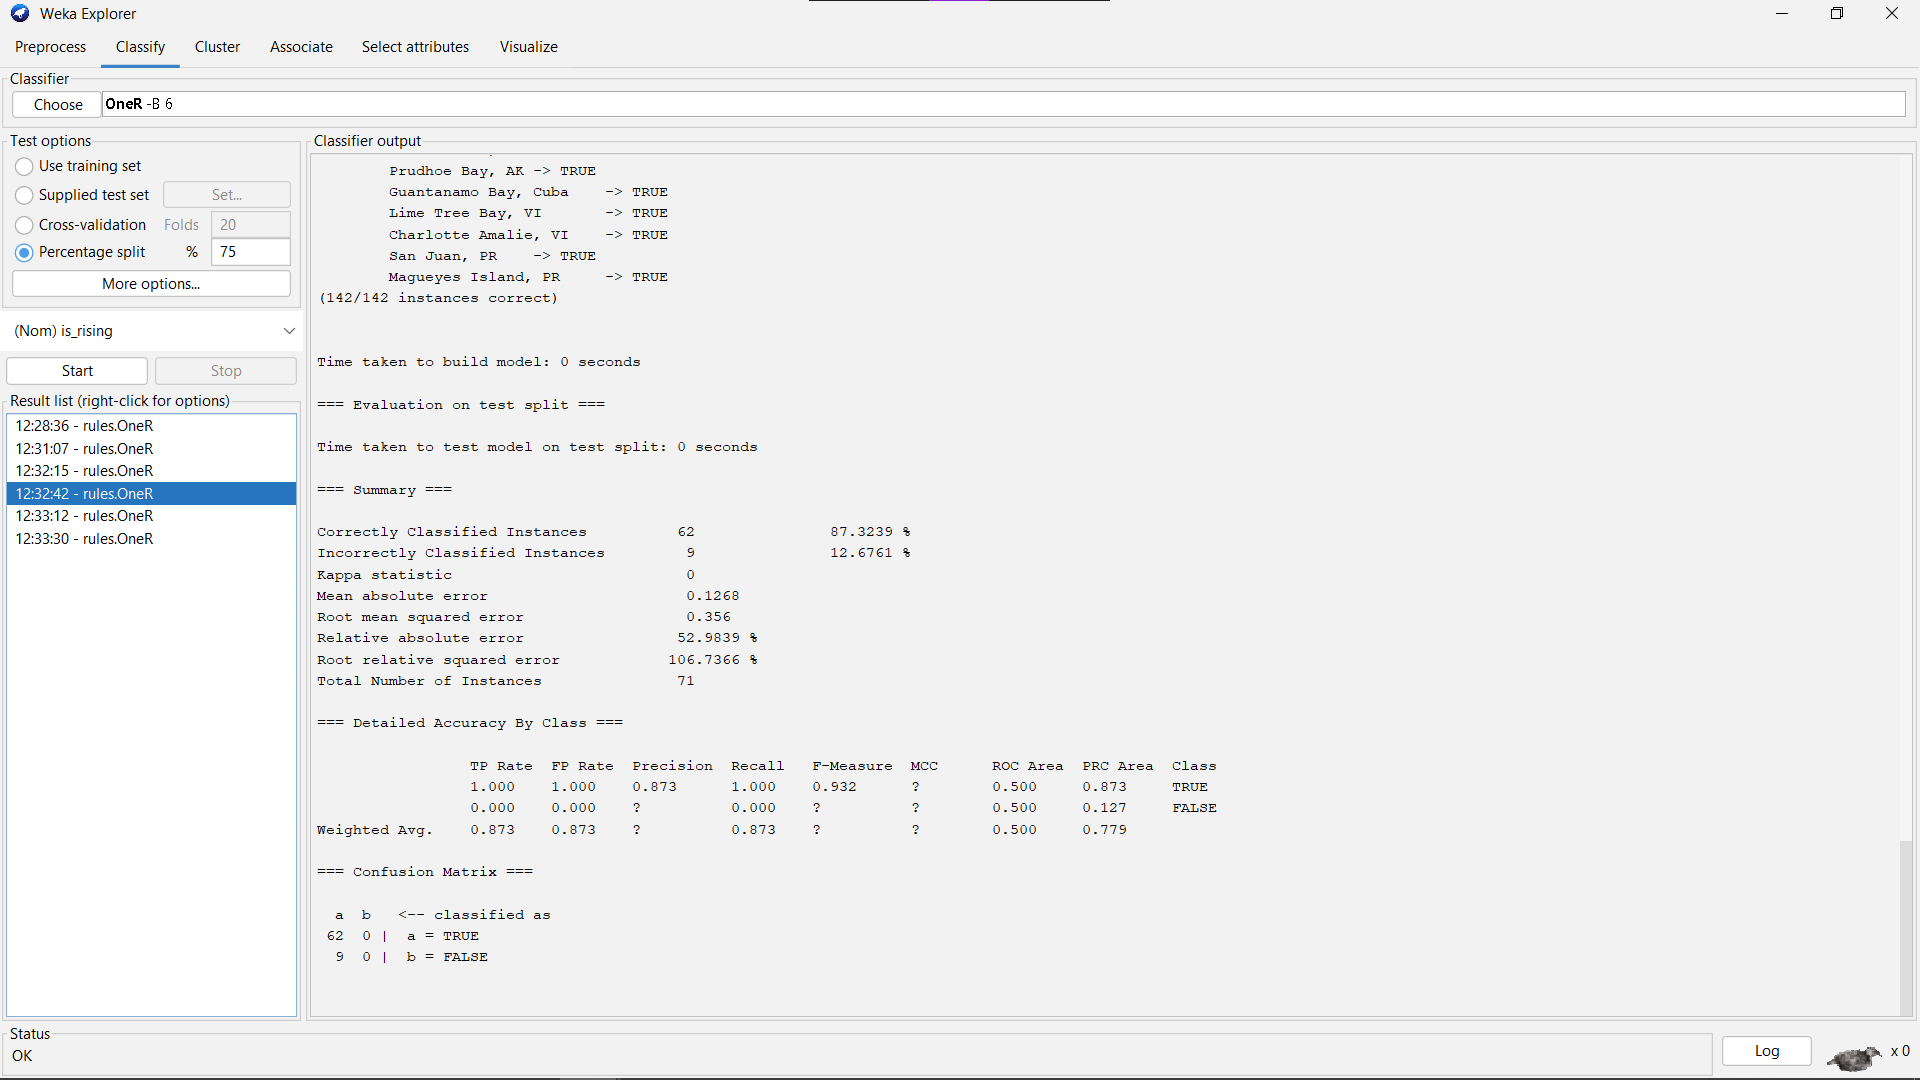 Weka Explorer
Preprocess Classify Cluster Associate Select attributes Visualize
Classifier
Choose OneR -B 6
Test options
Use training set
Supplied test set Set...
Cross-validation Folds 20
Percentage split % 75
More options...
(Nom) is_rising
Start Stop
Result list (right-click for options)
12:28:36 - rules.OneR
12:31:07 - rules.OneR
12:32:15 - rules.OneR
12:32:42 - rules.OneR
12:33:12 - rules.OneR
12:33:30 - rules.OneR
Classifier output
Prudhoe Bay, AK -> TRUE
Guantanamo Bay, Cuba -> TRUE
Lime Tree Bay, VI -> TRUE
Charlotte Amalie, VI -> TRUE
San Juan, PR -> TRUE
Magueyes Island, PR -> TRUE
(142/142 instances correct)
Time taken to build model: 0 seconds
=== Evaluation on test split ===
Time taken to test model on test split: 0 seconds
=== Summary ===
Correctly Classified Instances 62 87.3239 %
Incorrectly Classified Instances 9 12.6761 %
Kappa statistic 0
Mean absolute error 0.1268
Root mean squared error 0.356
Relative absolute error 52.9839 %
Root relative squared error 106.7366 %
Total Number of Instances 71
=== Detailed Accuracy By Class ===
TP Rate FP Rate Precision Recall F-Measure MCC ROC Area PRC Area Class
1.000 1.000 0.873 1.000 0.932 ? 0.500 0.873 TRUE
0.000 0.000 ? 0.000 ? ? 0.500 0.127 FALSE
Weighted Avg. 0.873 0.873 ? 0.873 ? ? 0.500 0.779
=== Confusion Matrix ===
a b <-- classified as
62 0 | a = TRUE
9 0 | b = FALSE
Status
OK
Log x 0